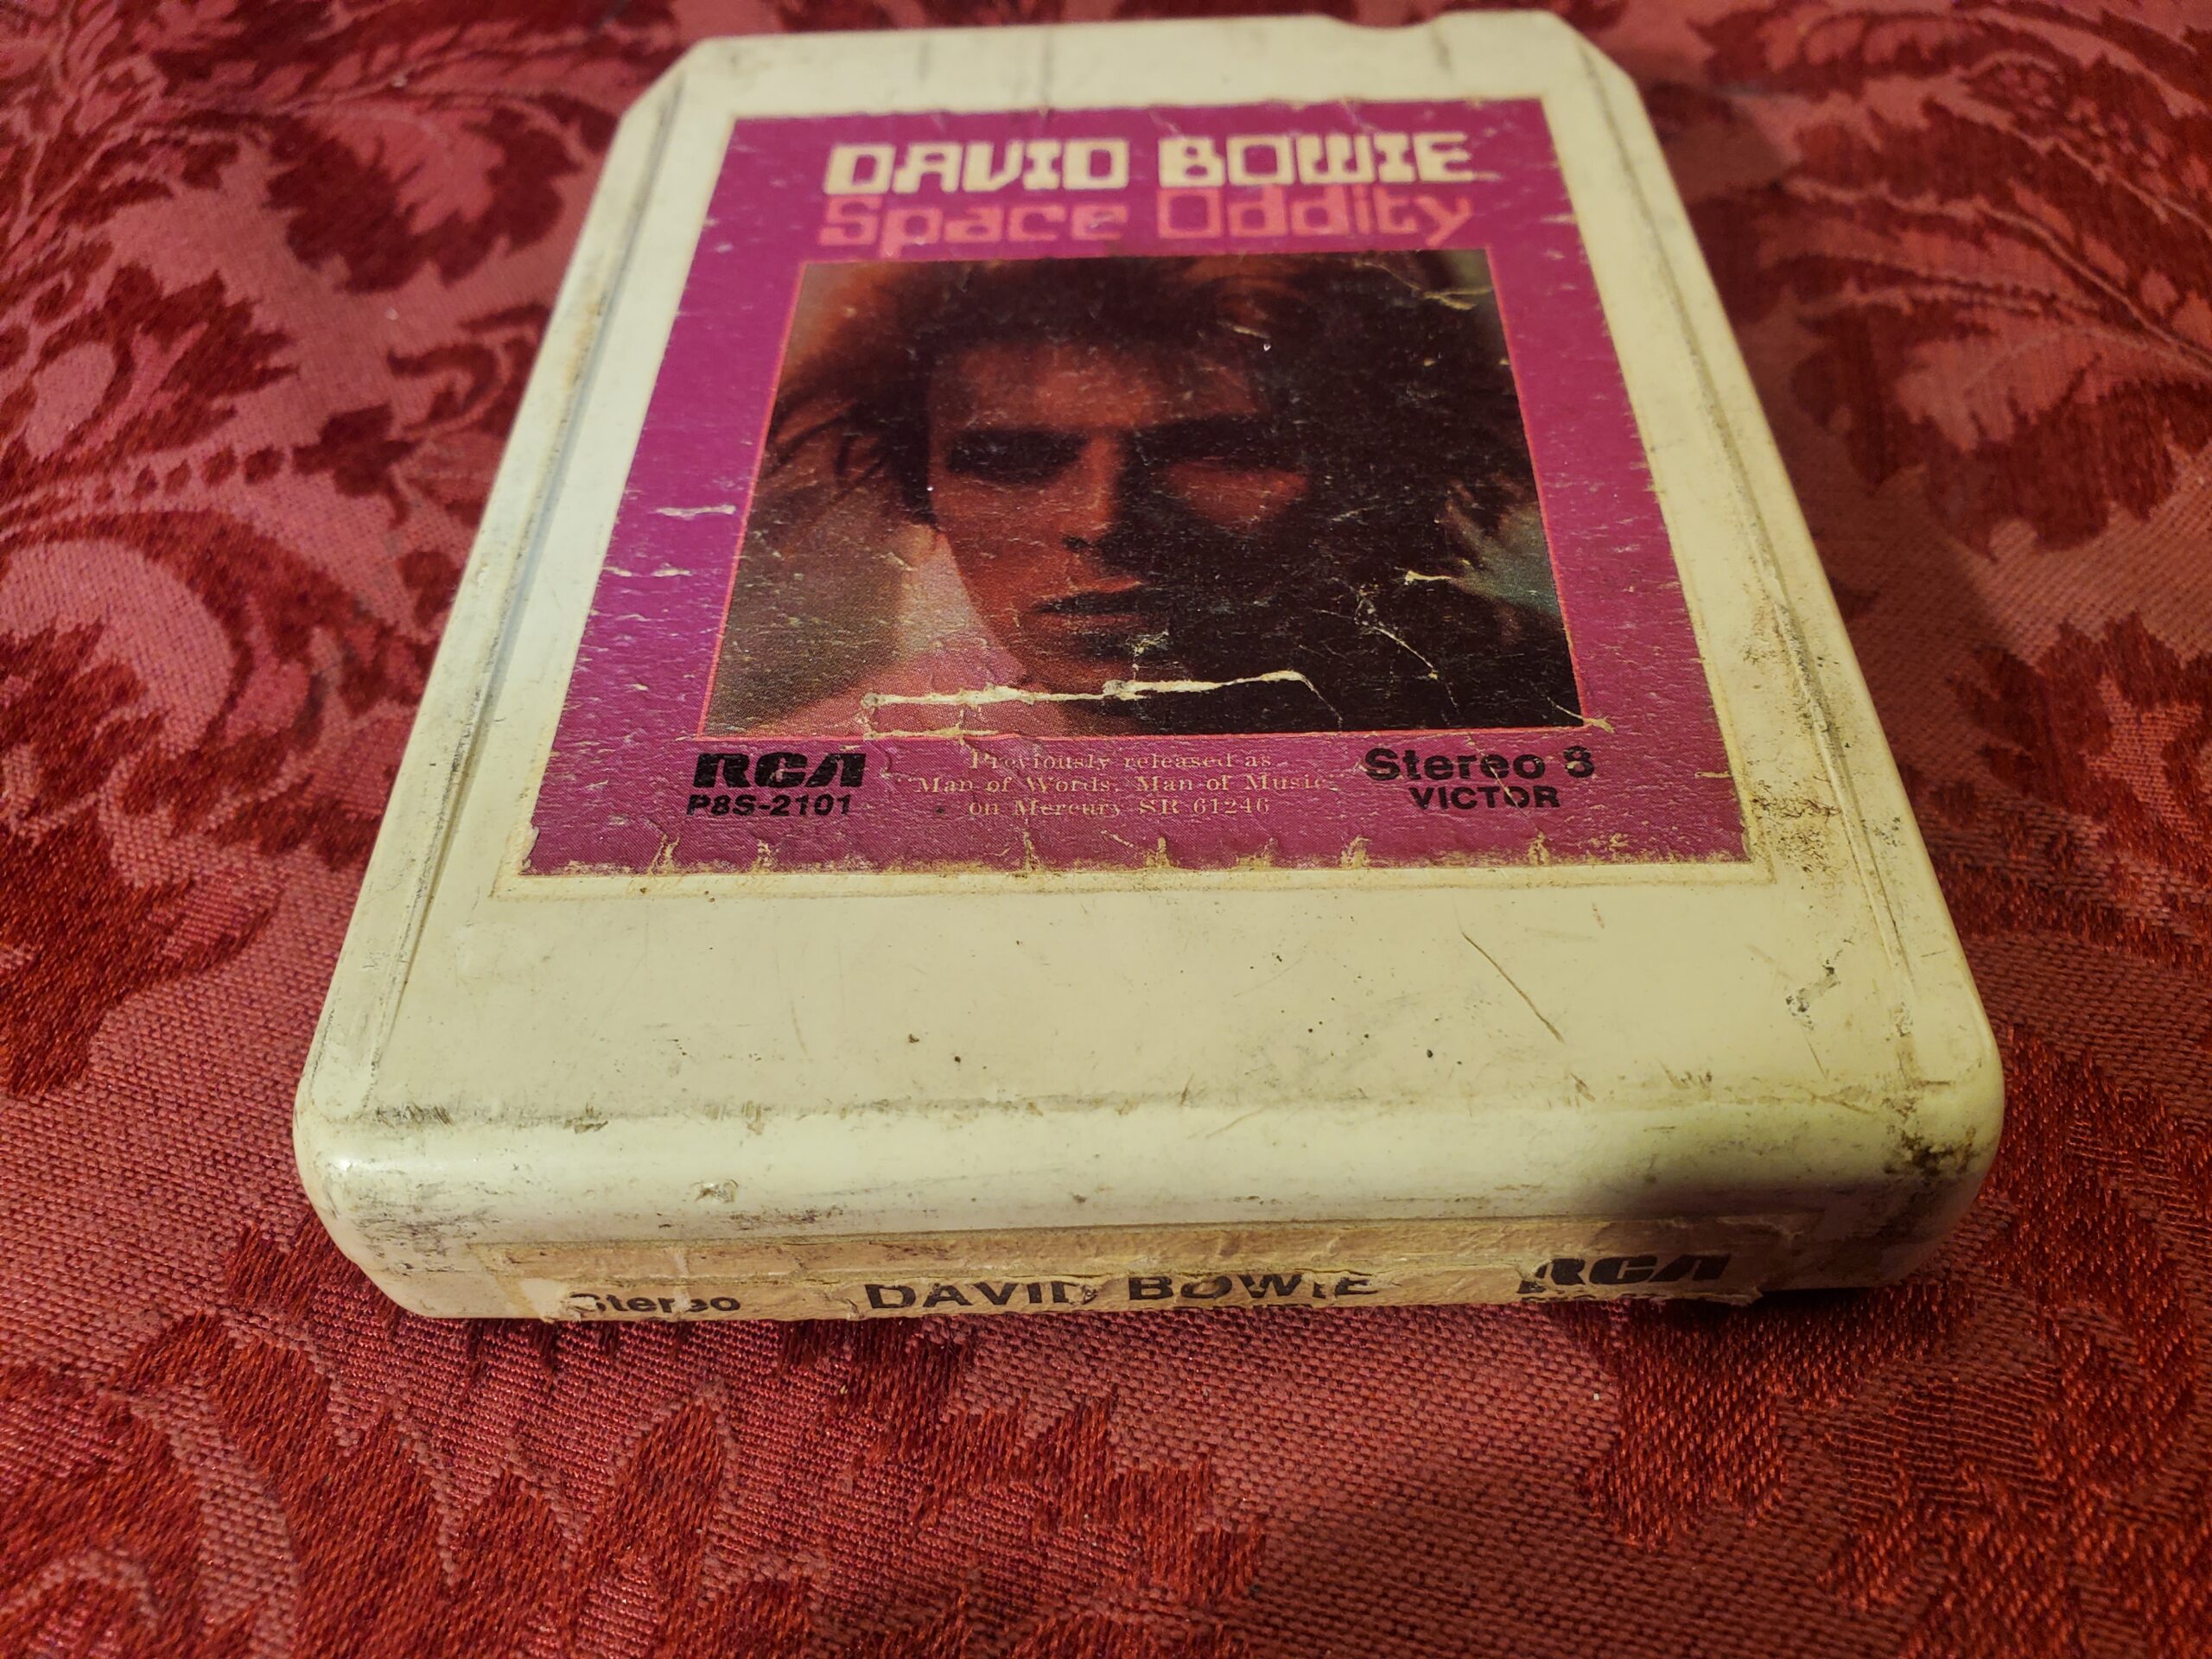 DAVID BOWIE
Space Oddity
RCA
P8S-2101
Previously released as
"Man of Words, Man of Music"
on Mercury SR 61246
Stereo 8
VICTOR
Stereo
DAVID BOWIE
RCA